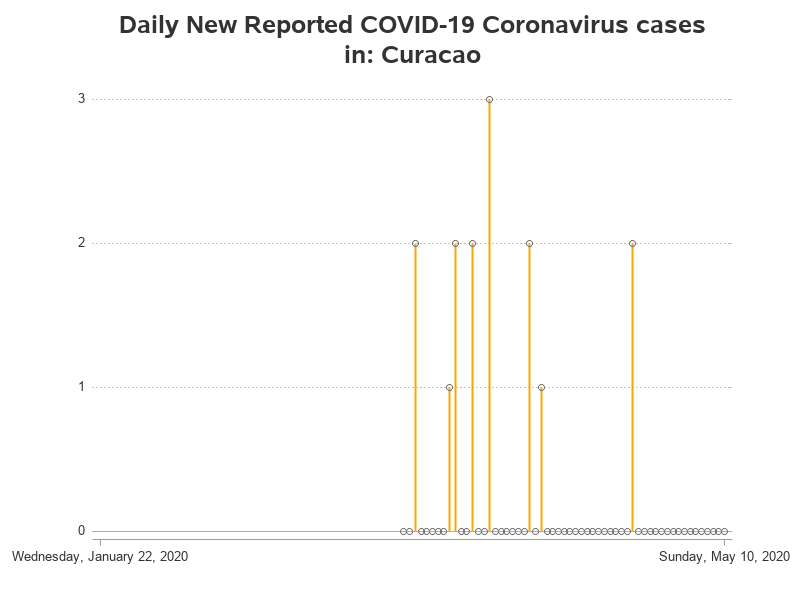 Daily New Reported COVID-19 Coronavirus cases
in: Curacao
3
2
1
0
Wednesday, January 22, 2020
Sunday, May 10, 2020